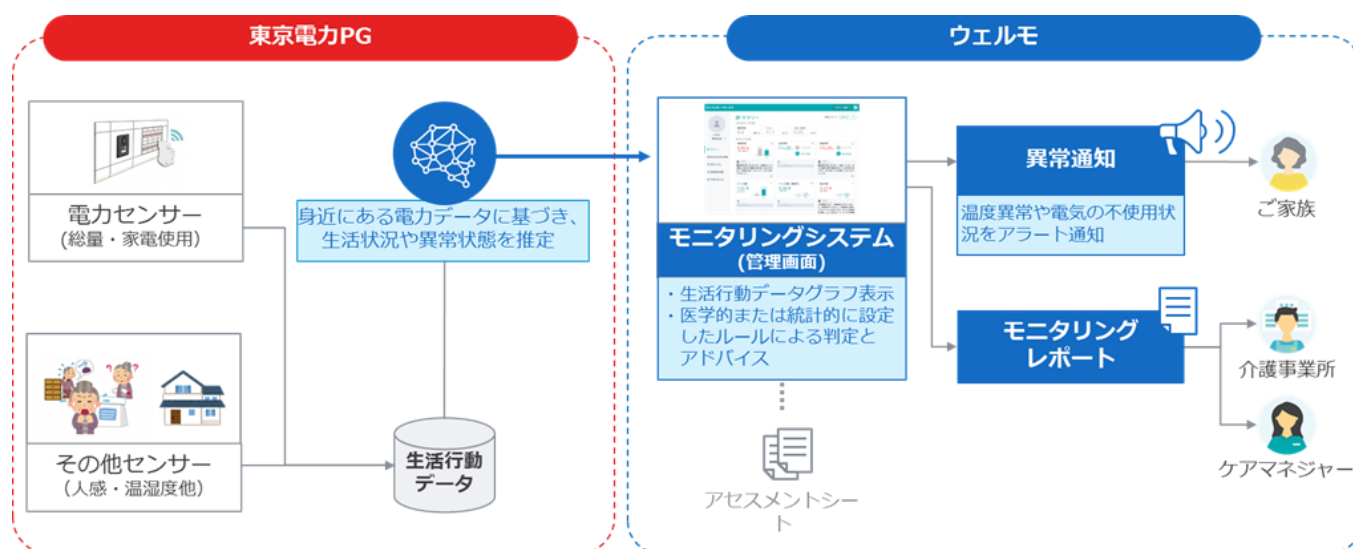 東京電力PG
電力センサー
(総量・家電使用)
その他センサー
(人感・温湿度他)
身近にある電力データに基づき、
生活状況や異常状態を推定
生活行動
データ
ウェルモ
モニタリングシステム
(管理画面)
・生活行動データグラフ表示
・医学的または統計的に設定
したルールによる判定と
アドバイス
アセスメントシー
ト
異常通知
温度異常や電気の不使用状
況をアラート通知
モニタリング
レポート
ご家族
介護事業所
ケアマネジャー